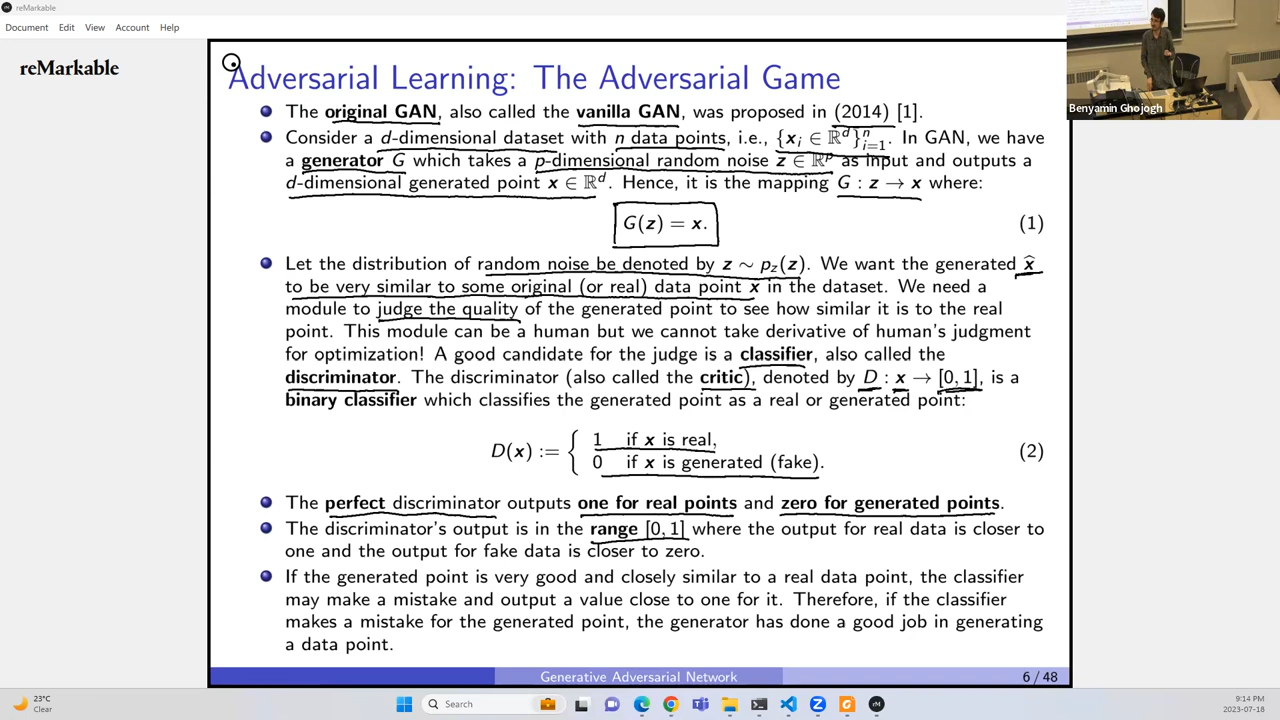 reMarkable
Document Edit View Account Help
reMarkable
Benyamin Ghojogh
Adversarial Learning: The Adversarial Game
The original GAN, also called the vanilla GAN, was proposed in (2014) [1].
Consider a d-dimensional dataset with n data points, i.e., {x_i ∈ ℝ^d}_{i=1}^n. In GAN, we have
a generator G which takes a p-dimensional random noise z ∈ ℝ^p as input and outputs a
d-dimensional generated point x ∈ ℝ^d. Hence, it is the mapping G : z → x where:
G(z) = x. (1)
Let the distribution of random noise be denoted by z ∼ p_z(z). We want the generated x̂
to be very similar to some original (or real) data point x in the dataset. We need a
module to judge the quality of the generated point to see how similar it is to the real
point. This module can be a human but we cannot take derivative of human's judgment
for optimization! A good candidate for the judge is a classifier, also called the
discriminator. The discriminator (also called the critic), denoted by D : x → [0, 1], is a
binary classifier which classifies the generated point as a real or generated point:
D(x) := { 1 if x is real,
0 if x is generated (fake). (2)
The perfect discriminator outputs one for real points and zero for generated points.
The discriminator's output is in the range [0, 1] where the output for real data is closer to
one and the output for fake data is closer to zero.
If the generated point is very good and closely similar to a real data point, the classifier
may make a mistake and output a value close to one for it. Therefore, if the classifier
makes a mistake for the generated point, the generator has done a good job in generating
a data point.
Generative Adversarial Network 6 / 48
23°C
Clear
Search
9:14 PM
2023-07-18